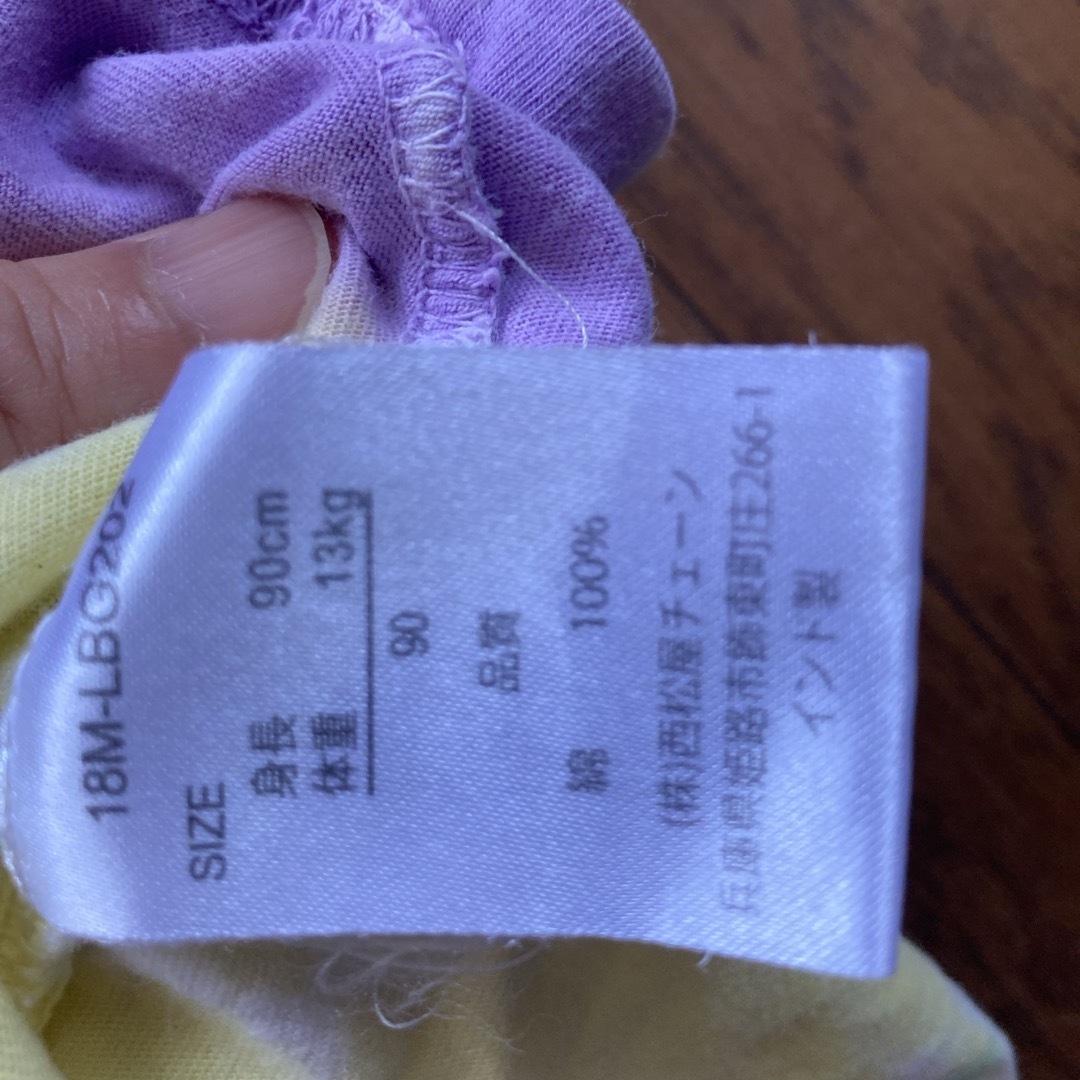 18M-LBG202
SIZE
身長 90cm
体重 13kg
90
品質
綿 100%
(株)西松屋チェーン
兵庫県姫路市飾東町庄266-1
インド製